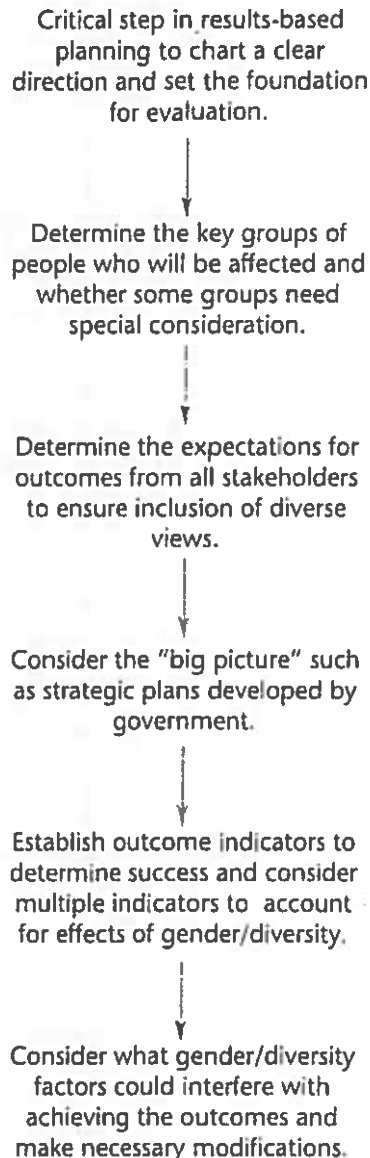 Critical step in results-based
planning to chart a clear
direction and set the foundation
for evaluation.
Determine the key groups of
people who will be affected and
whether some groups need
special consideration.
Determine the expectations for
outcomes from all stakeholders
to ensure inclusion of diverse
views.
Consider the "big picture" such
as strategic plans developed by
government.
Establish outcome indicators to
determine success and consider
multiple indicators to account
for effects of gender/diversity.
Consider what gender/diversity
factors could interfere with
achieving the outcomes and
make necessary modifications.